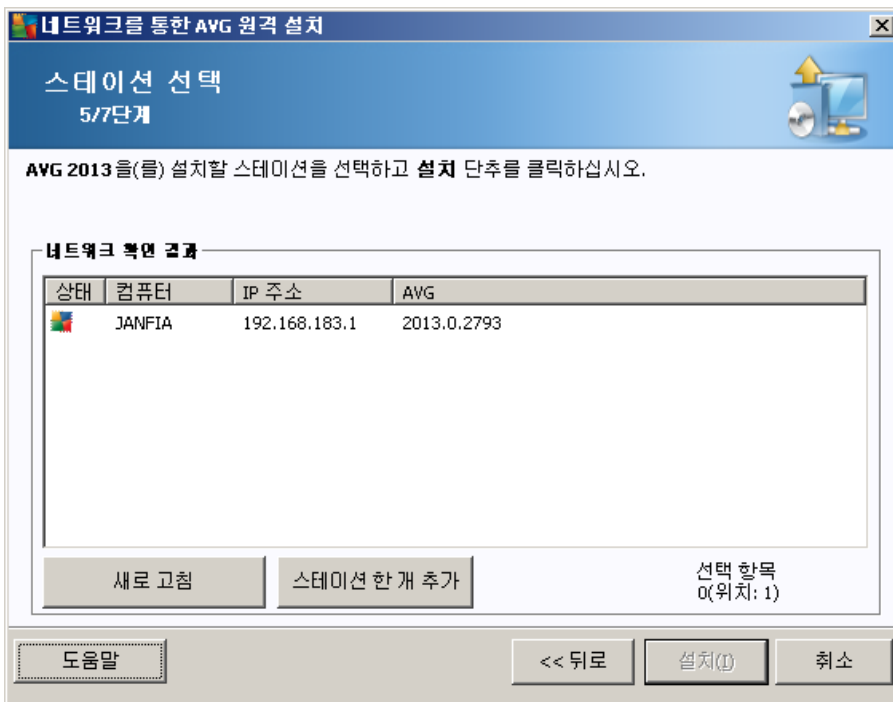 네트워크를 통한 AVG 원격 설치
스테이션 선택
5/7단계
AVG 2013을(를) 설치할 스테이션을 선택하고 설치 단추를 클릭하십시오.
네트워크 확인 결과
상태 컴퓨터 IP 주소 AVG
JANFIA 192.168.183.1 2013.0.2793
새로 고침 스테이션 한 개 추가
선택 항목
0(위치: 1)
도움말 << 뒤로 설치(I) 취소